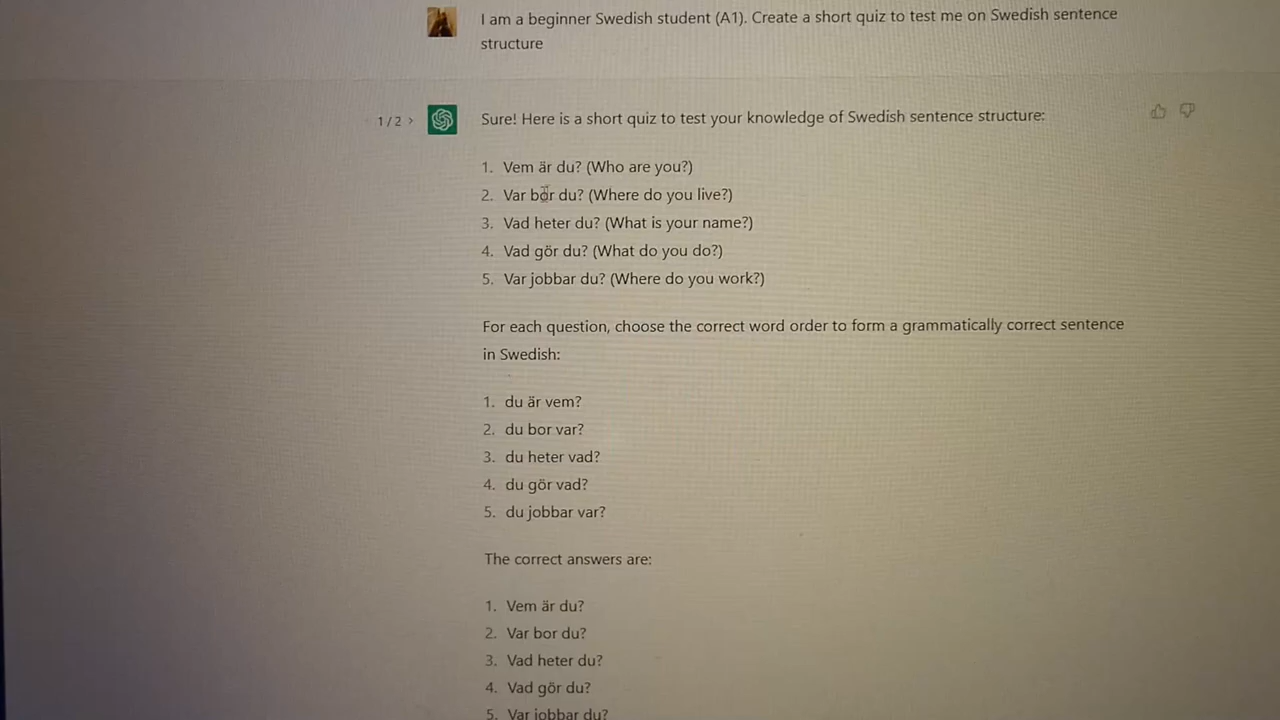 I am a beginner Swedish student (A1). Create a short quiz to test me on Swedish sentence
structure
1 / 2 >
Sure! Here is a short quiz to test your knowledge of Swedish sentence structure:
1. Vem är du? (Who are you?)
2. Var bor du? (Where do you live?)
3. Vad heter du? (What is your name?)
4. Vad gör du? (What do you do?)
5. Var jobbar du? (Where do you work?)
For each question, choose the correct word order to form a grammatically correct sentence
in Swedish:
1. du är vem?
2. du bor var?
3. du heter vad?
4. du gör vad?
5. du jobbar var?
The correct answers are:
1. Vem är du?
2. Var bor du?
3. Vad heter du?
4. Vad gör du?
5. Var jobbar du?